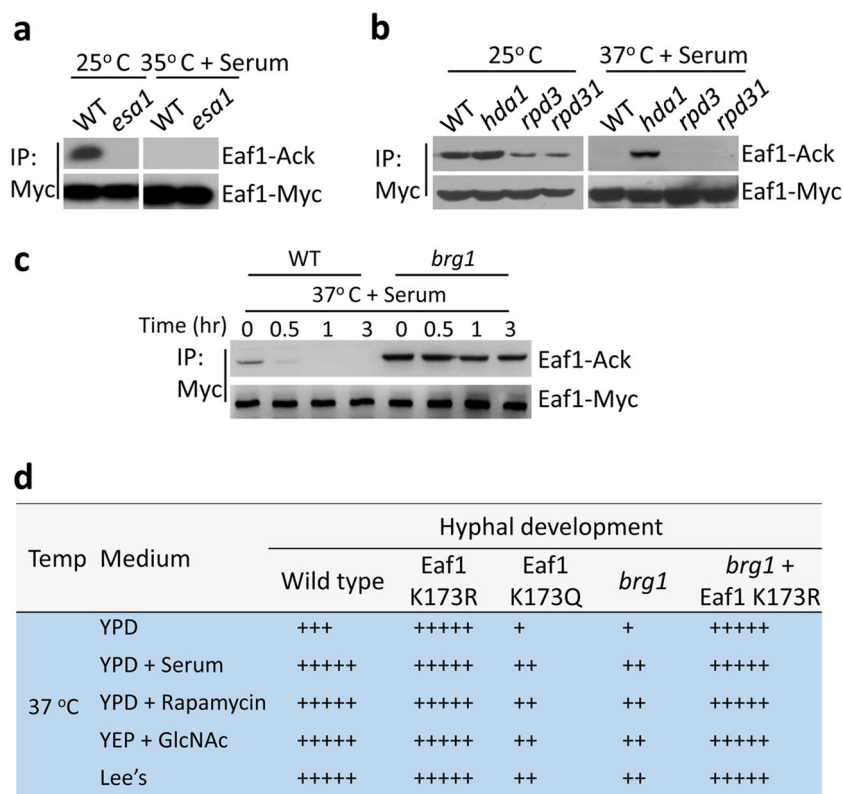 a
25° C 35° C + Serum
WT esa1 WT esa1
IP: Eaf1-Ack
Myc Eaf1-Myc
b
25° C 37° C + Serum
WT hda1 rpd3 rpd31 WT hda1 rpd3 rpd31
IP: Eaf1-Ack
Myc Eaf1-Myc
c
WT brg1
37° C + Serum
Time (hr) 0 0.5 1 3 0 0.5 1 3
IP: Eaf1-Ack
Myc Eaf1-Myc
d
Hyphal development
Temp Medium
Wild type Eaf1 K173R Eaf1 K173Q brg1 brg1 + Eaf1 K173R
YPD +++ +++++ + + +++++
YPD + Serum +++++ +++++ ++ ++ +++++
37 °C YPD + Rapamycin +++++ +++++ ++ ++ +++++
YEP + GlcNAc +++++ +++++ ++ ++ +++++
Lee's +++++ +++++ ++ ++ +++++